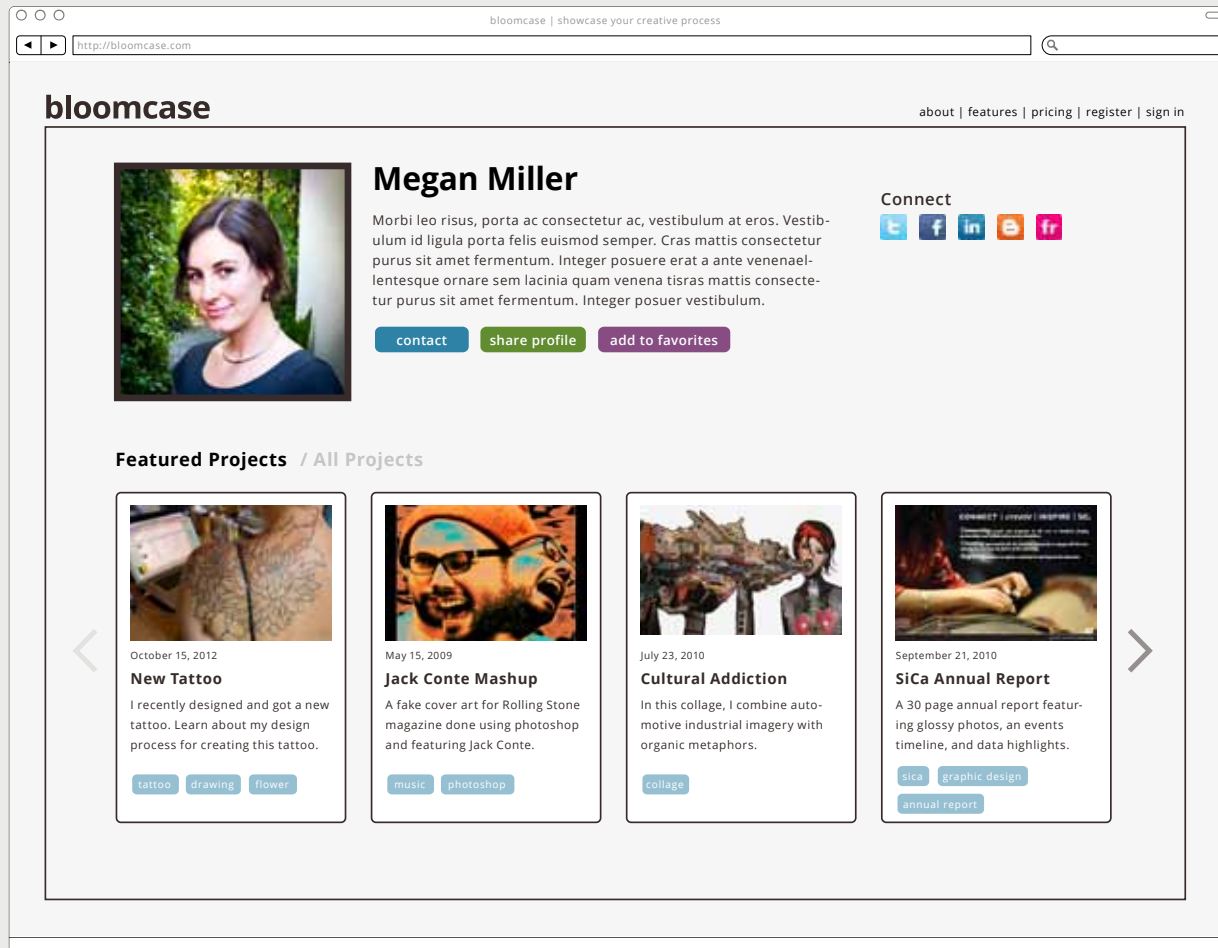 bloomcase | showcase your creative process
http://bloomcase.com
bloomcase
about | features | pricing | register | sign in
Megan Miller
Morbi leo risus, porta ac consectetur ac, vestibulum at eros. Vestib-
ulum id ligula porta felis euismod semper. Cras mattis consectetur
purus sit amet fermentum. Integer posuere erat a ante venenael-
lentesque ornare sem lacinia quam venena tisras mattis consecte-
tur purus sit amet fermentum. Integer posuer vestibulum.
contact
share profile
add to favorites
Connect
t f in B fr
Featured Projects / All Projects
CONNECT | | INSPIRE |
October 15, 2012
New Tattoo
I recently designed and got a new
tattoo. Learn about my design
process for creating this tattoo.
tattoo drawing flower
May 15, 2009
Jack Conte Mashup
A fake cover art for Rolling Stone
magazine done using photoshop
and featuring Jack Conte.
music photoshop
July 23, 2010
Cultural Addiction
In this collage, I combine auto-
motive industrial imagery with
organic metaphors.
collage
September 21, 2010
SiCa Annual Report
A 30 page annual report featur-
ing glossy photos, an events
timeline, and data highlights.
sica graphic design
annual report